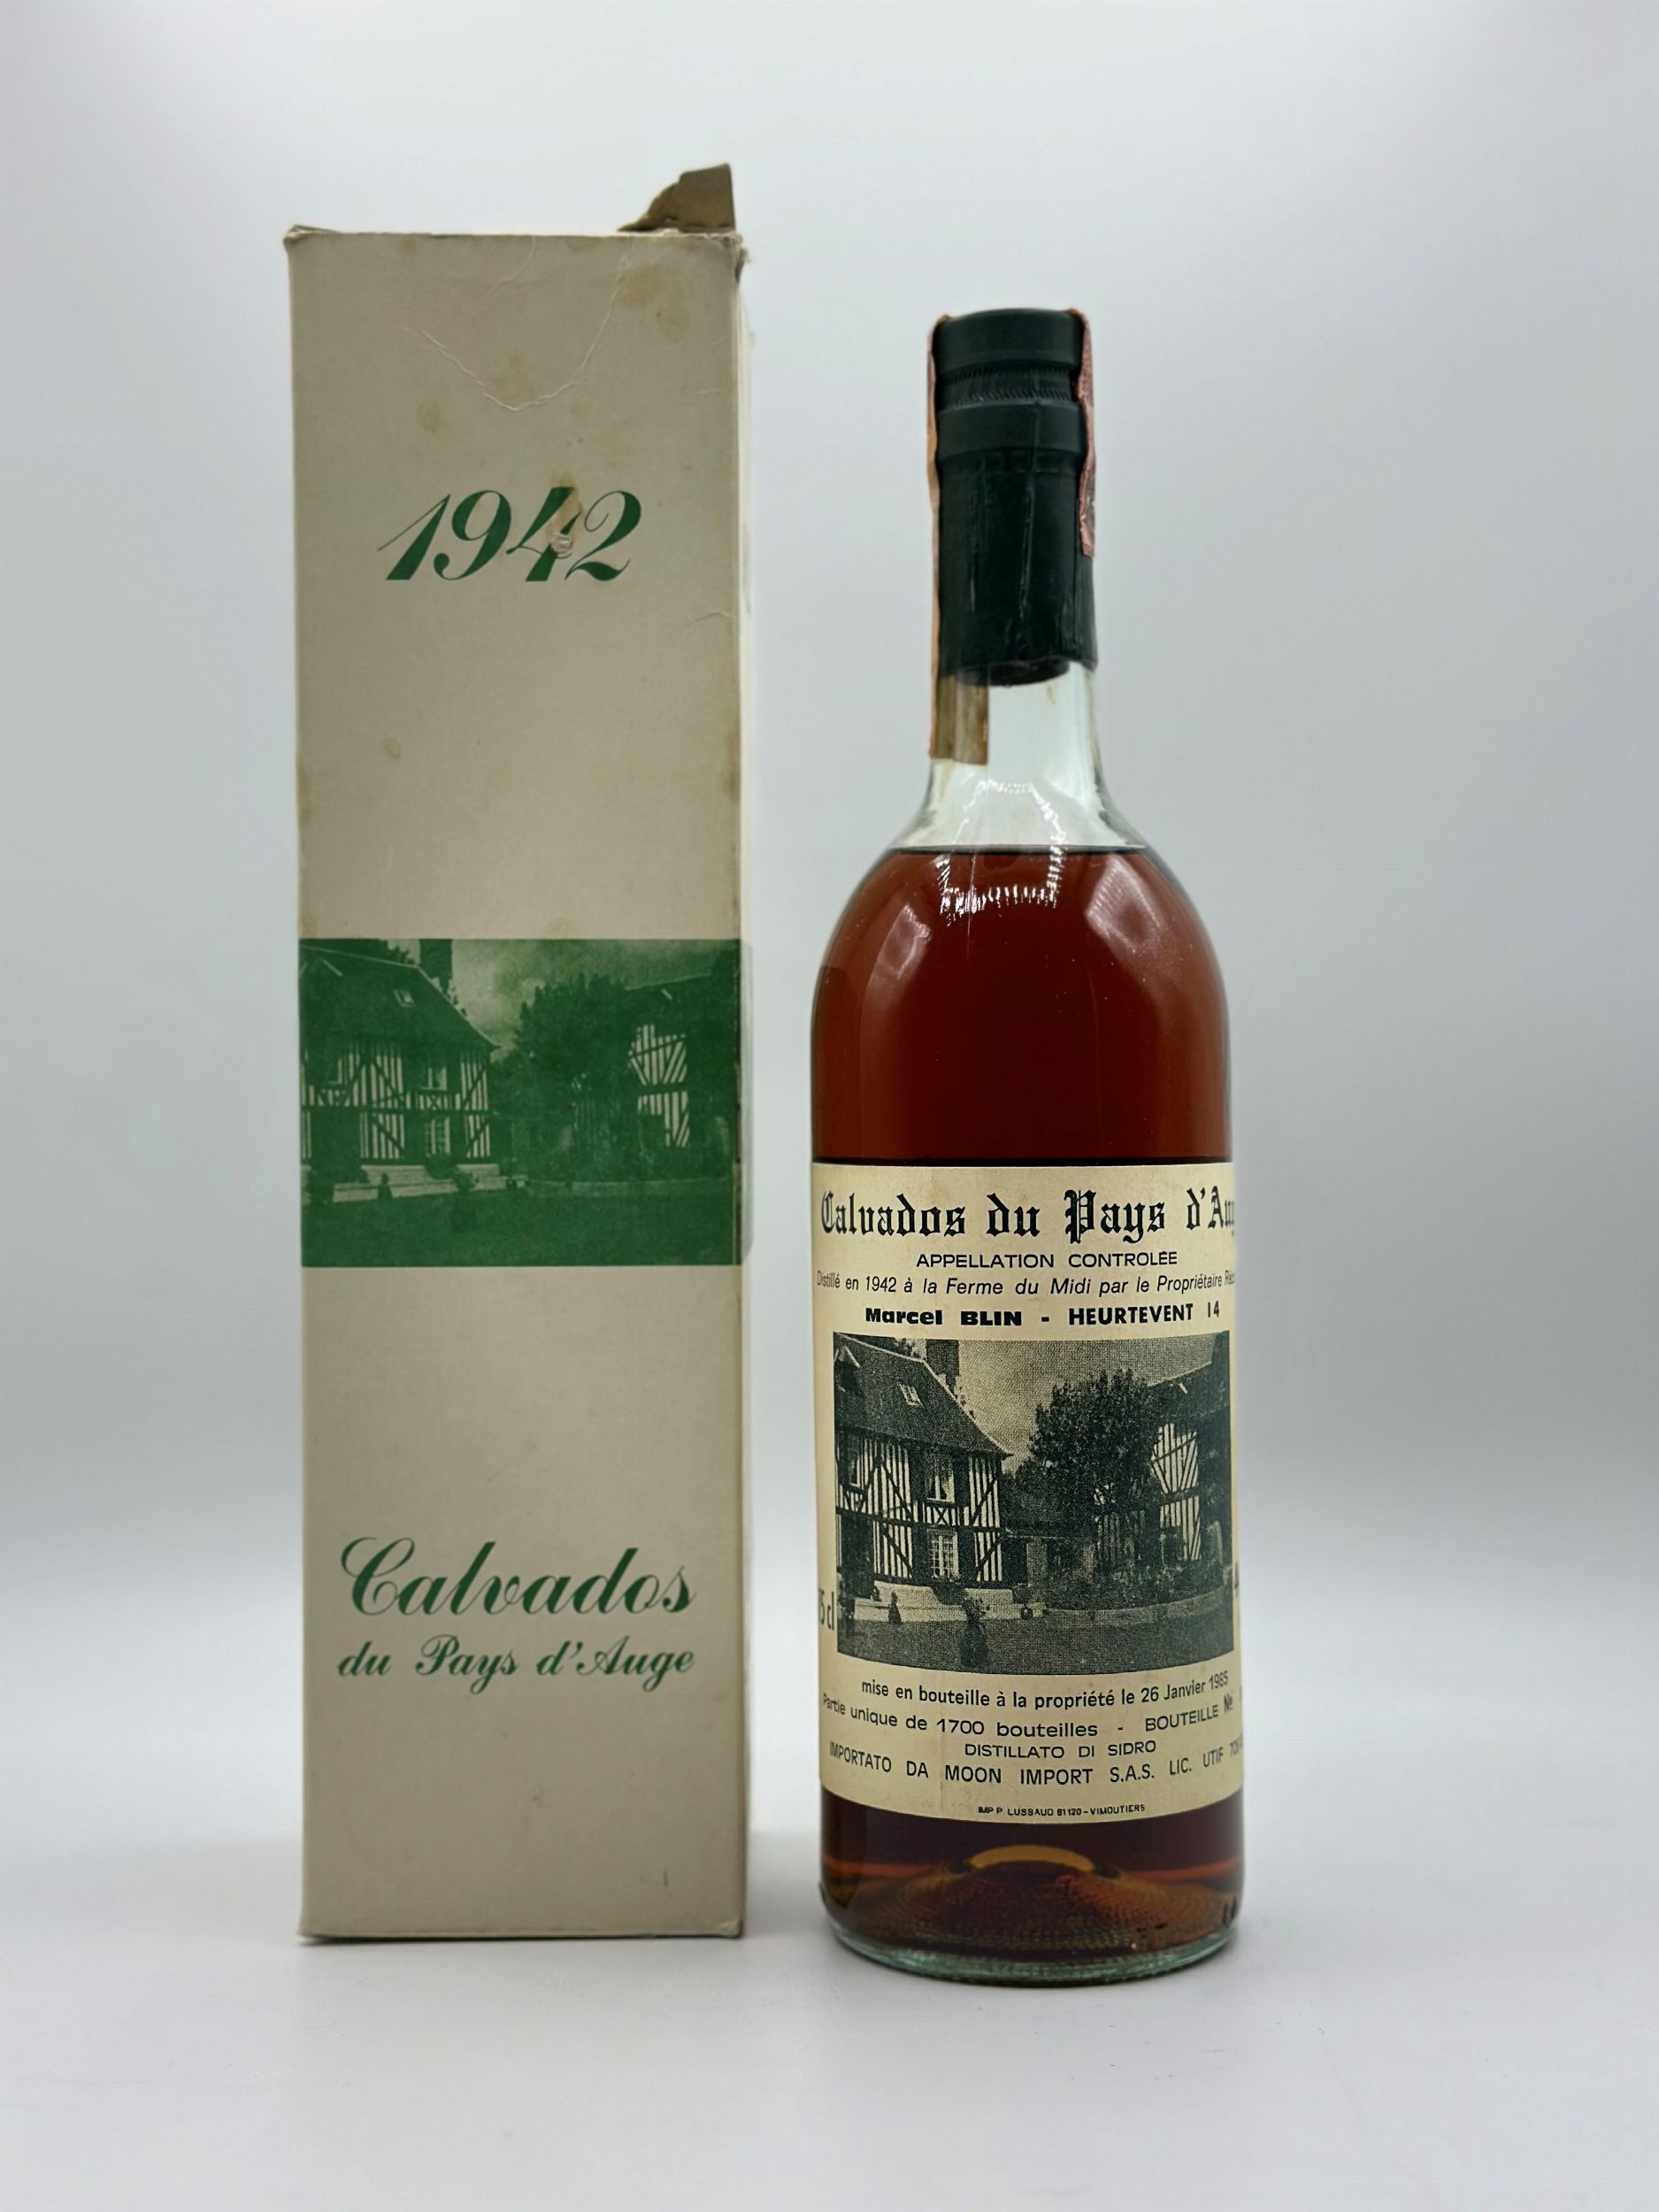 1942
Calvados
du Pays d'Auge
Calvados du Pays
APPELLATION CONTROLÉE
Distillé en 1942 à la Ferme du Midi par le Propriétaire
Marcel BLIN - HEURTEVENT 14
cl
mise en bouteille à la propriété le 26 Janvier 1985
Partie unique de 1700 bouteilles - BOUTEILLE No
DISTILLATO DI SIDRO
IMPORTATO DA MOON IMPORT S.A.S. LIC. UTIF
IMP P. LUSSAUD 61120 - VIMOUTIERS